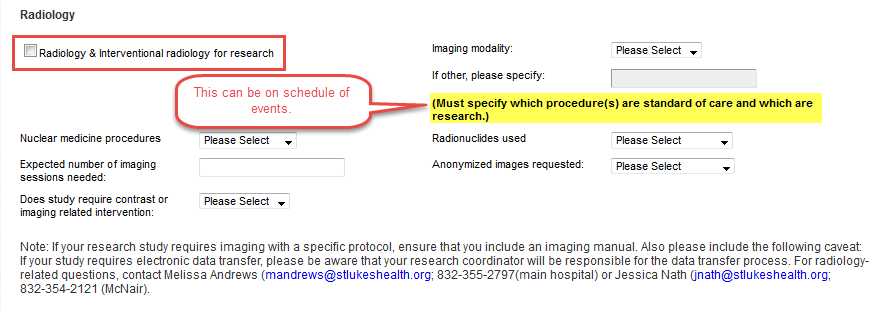 Radiology
Radiology & Interventional radiology for research
Imaging modality:
Please Select
If other, please specify:
This can be on schedule of
events.
(Must specify which procedure(s) are standard of care and which are
research.)
Nuclear medicine procedures
Please Select
Radionuclides used
Please Select
Expected number of imaging
sessions needed:
Anonymized images requested:
Please Select
Does study require contrast or
imaging related intervention:
Please Select
Note: If your research study requires imaging with a specific protocol, ensure that you include an imaging manual. Also please include the following caveat:
If your study requires electronic data transfer, please be aware that your research coordinator will be responsible for the data transfer process. For radiology-
related questions, contact Melissa Andrews (mandrews@stlukeshealth.org; 832-355-2797(main hospital) or Jessica Nath (jnath@stlukeshealth.org;
832-354-2121 (McNair).